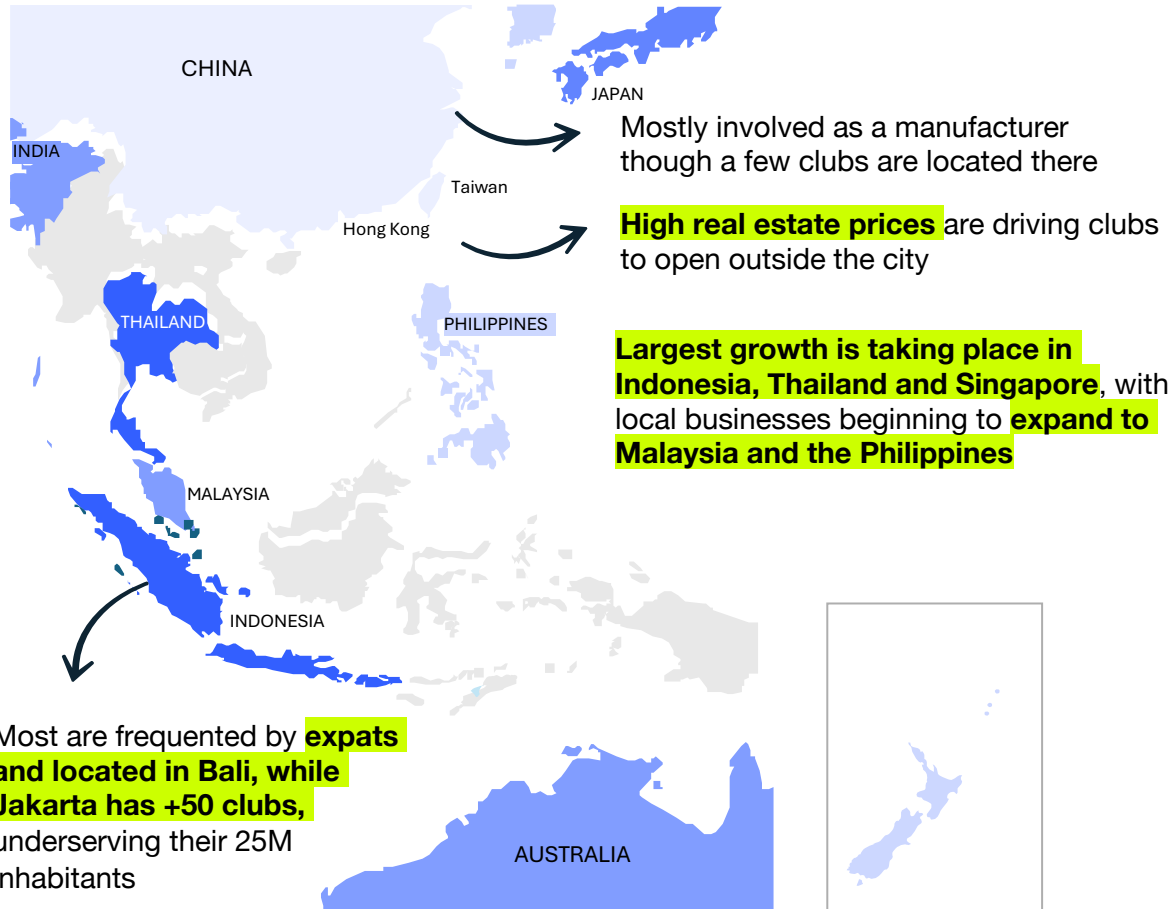 CHINA
JAPAN
Mostly involved as a manufacturer
though a few clubs are located there
INDIA
Taiwan
Hong Kong
High real estate prices are driving clubs
to open outside the city
THAILAND
PHILIPPINES
Largest growth is taking place in
Indonesia, Thailand and Singapore, with
local businesses beginning to expand to
Malaysia and the Philippines
MALAYSIA
INDONESIA
Most are frequented by expats
and located in Bali, while
Jakarta has +50 clubs,
underserving their 25M
inhabitants
AUSTRALIA